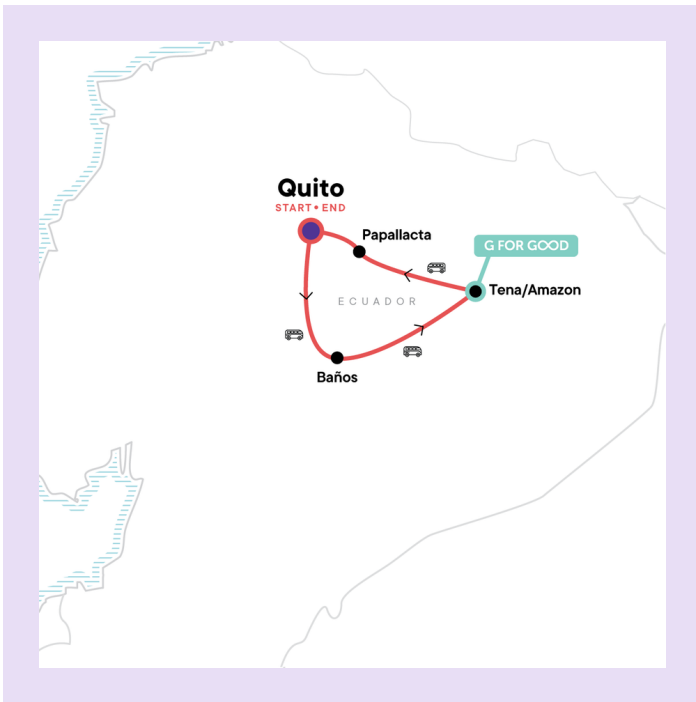 Quito
START • END
Papallacta
G FOR GOOD
Tena/Amazon
ECUADOR
Baños